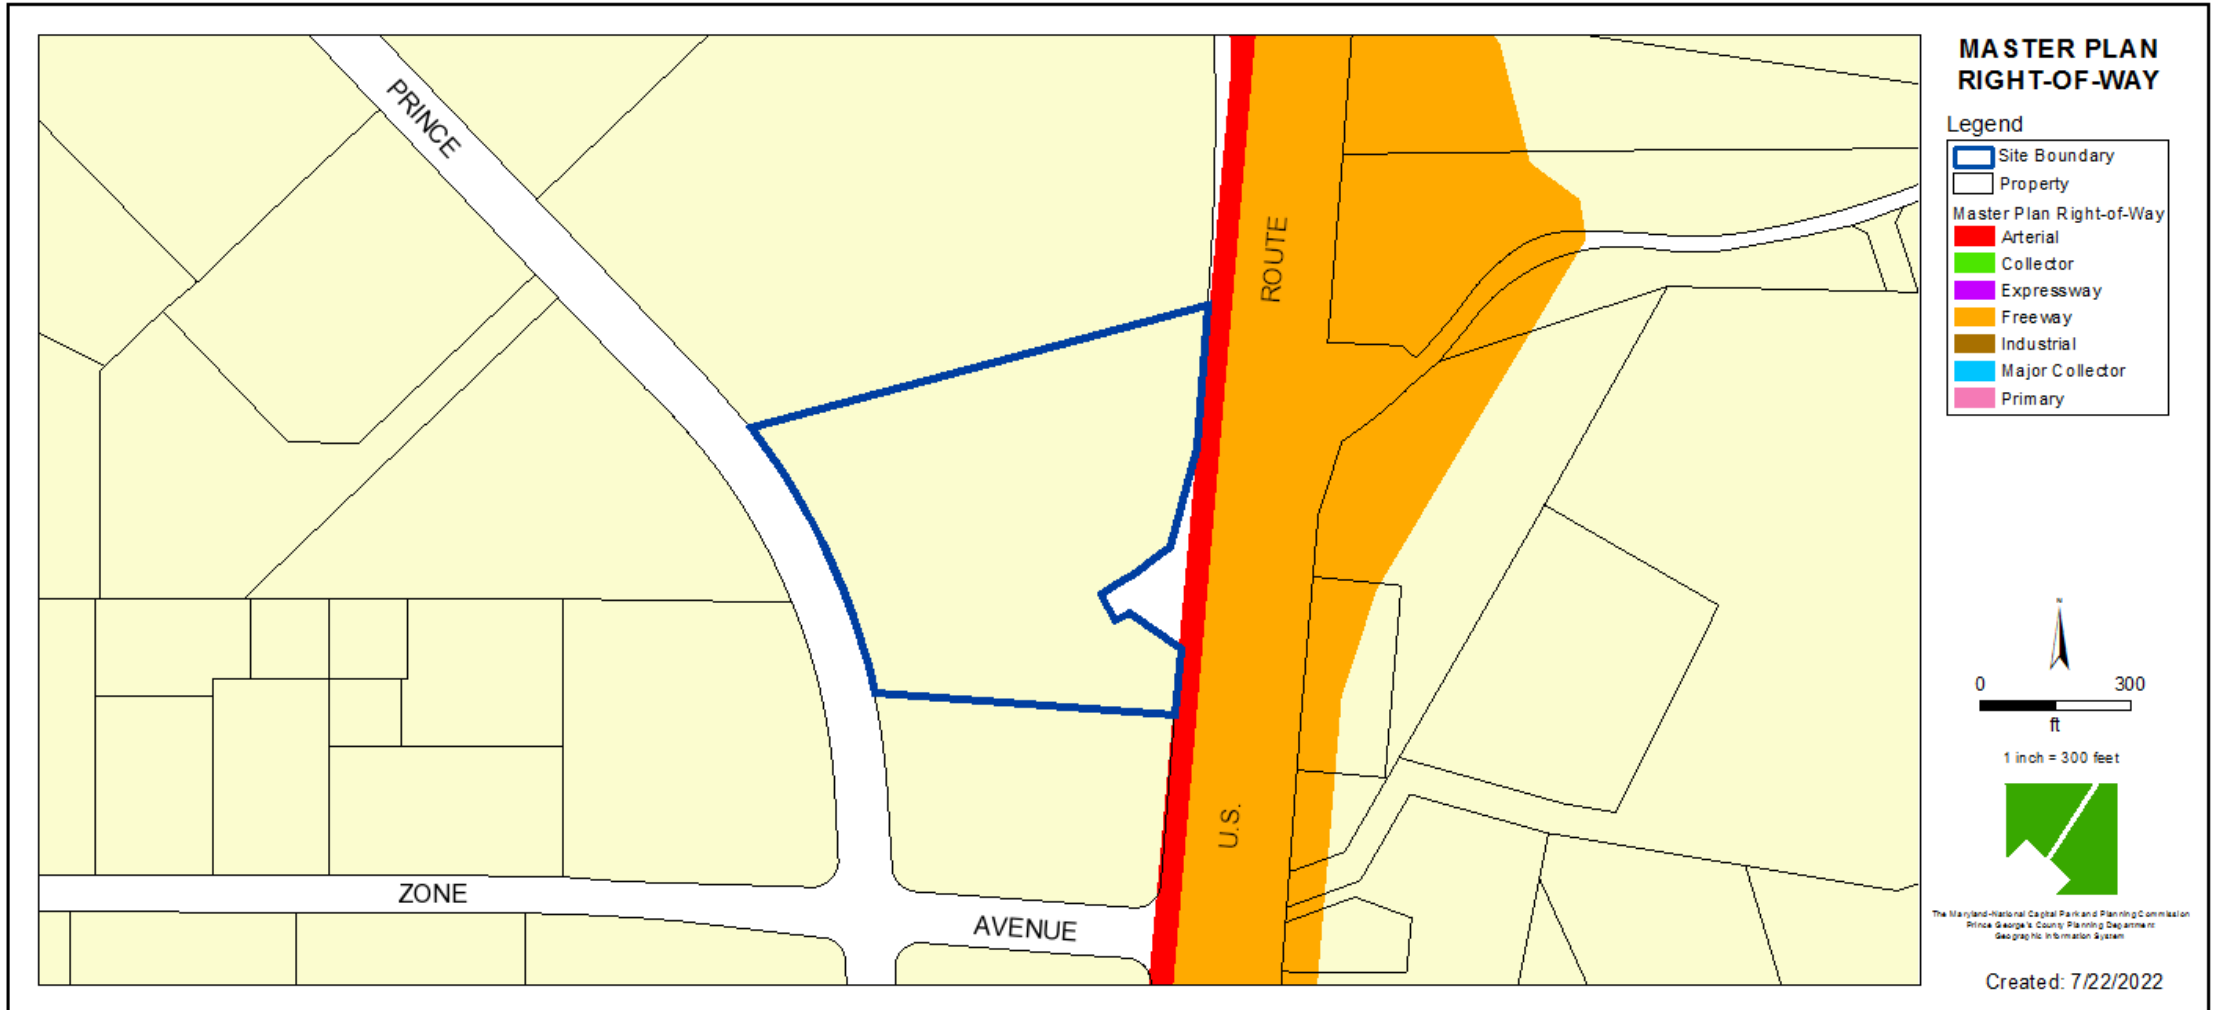 MASTER PLAN
RIGHT-OF-WAY
Legend
Site Boundary
Property
Master Plan Right-of-Way
Arterial
Collector
Expressway
Freeway
Industrial
Major Collector
Primary
PRINCE
ROUTE
U.S.
ZONE
AVENUE
N
0 300
ft
1 inch = 300 feet
The Maryland-National Capital Park and Planning Commission
Prince George's County Planning Department
Geographic Information System
Created: 7/22/2022